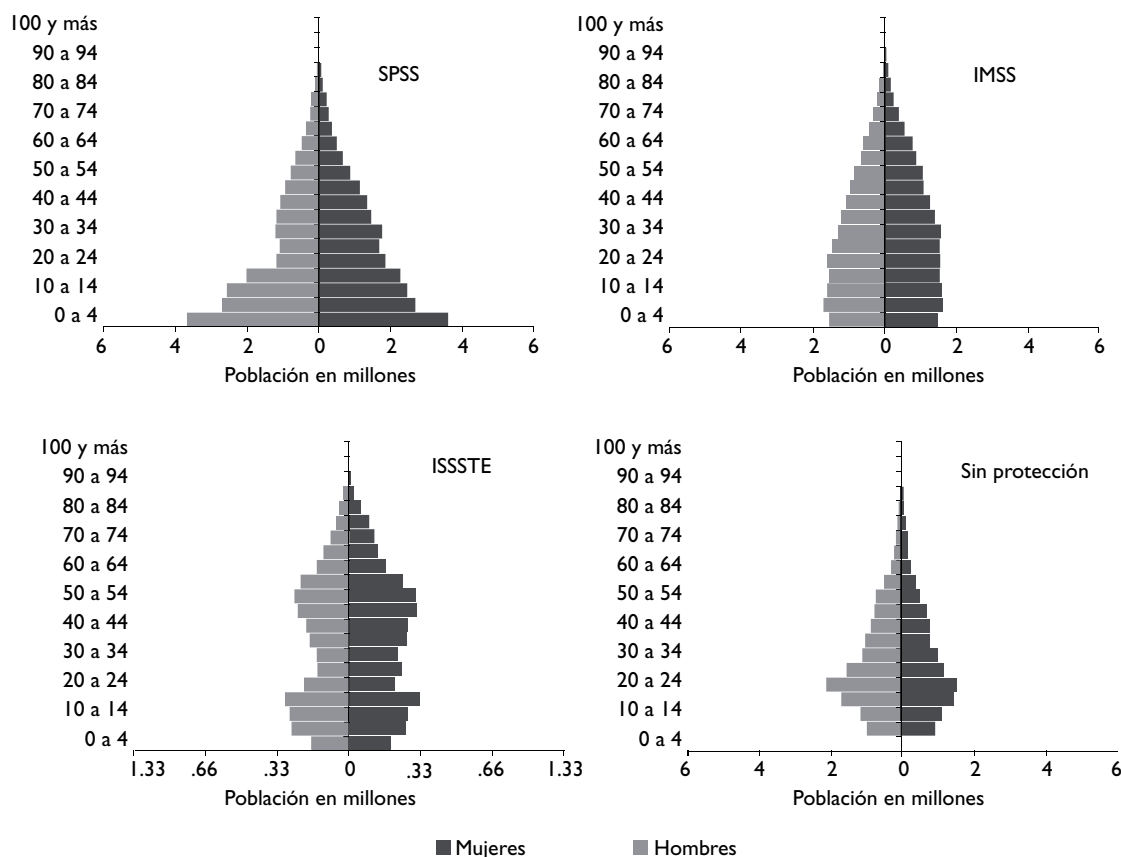 SPSS
100 y más
90 a 94
80 a 84
70 a 74
60 a 64
50 a 54
40 a 44
30 a 34
20 a 24
10 a 14
0 a 4
6 4 2 0 2 4 6
Población en millones
IMSS
100 y más
90 a 94
80 a 84
70 a 74
60 a 64
50 a 54
40 a 44
30 a 34
20 a 24
10 a 14
0 a 4
6 4 2 0 2 4 6
Población en millones
ISSSTE
100 y más
90 a 94
80 a 84
70 a 74
60 a 64
50 a 54
40 a 44
30 a 34
20 a 24
10 a 14
0 a 4
1.33 .66 .33 0 .33 .66 1.33
Población en millones
Sin protección
100 y más
90 a 94
80 a 84
70 a 74
60 a 64
50 a 54
40 a 44
30 a 34
20 a 24
10 a 14
0 a 4
6 4 2 0 2 4 6
Población en millones
Mujeres Hombres